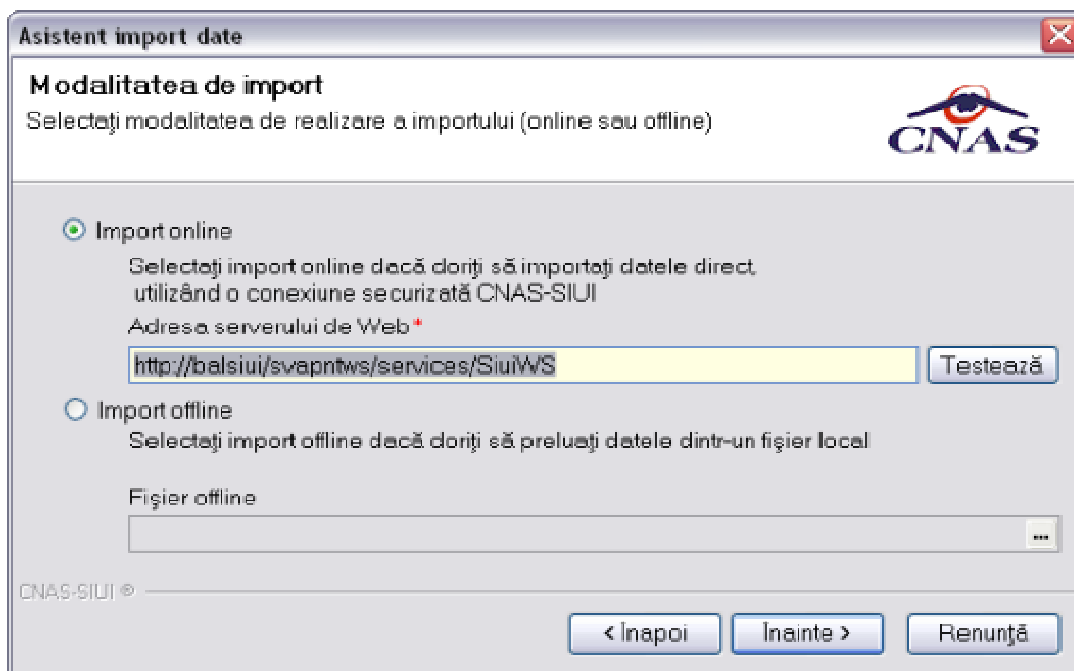 Asistent import date
Modalitatea de import
Selectaţi modalitatea de realizare a importului (online sau offline)
CNAS
Import online
Selectaţi import online dacă doriţi să importaţi datele direct,
utilizând o conexiune securizată CNAS-SIUI
Adresa serverului de Web*
http://balsiui/svapntws/services/SiuiWS
Testează
Import offline
Selectaţi import offline dacă doriţi să preluaţi datele dintr-un fişier local
Fişier offline
...
CNAS-SIUI ®
< Înapoi
Înainte >
Renunţă